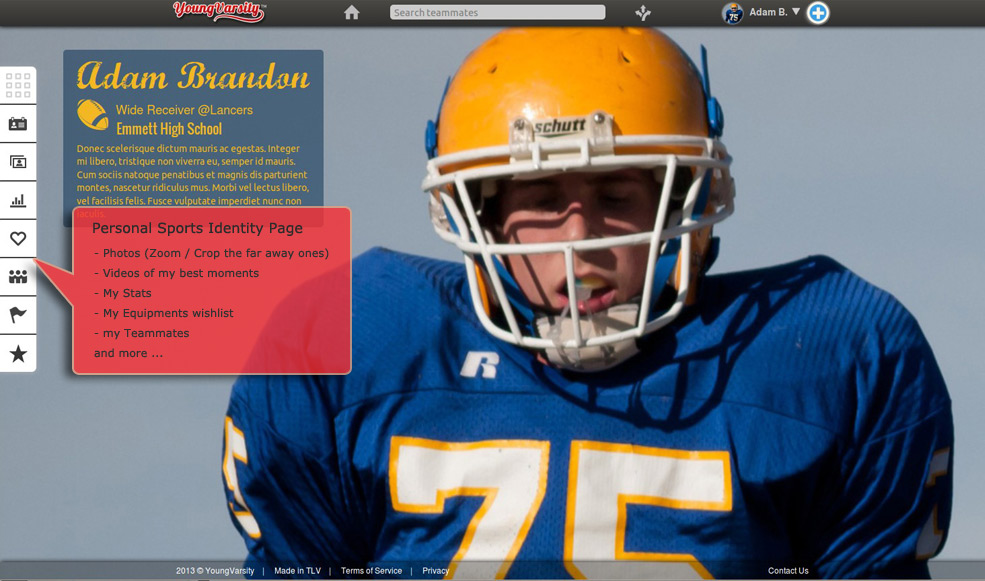 YoungVarsity™
Search teammates
Adam B.
Adam Brandon
Wide Receiver @Lancers
Emmett High School
Donec scelerisque dictum mauris ac egestas. Integer
mi libero, tristique non viverra eu, semper id mauris.
Cum sociis natoque penatibus et magnis dis parturient
montes, nascetur ridiculus mus. Morbi vel lectus libero,
vel facilisis felis. Fusce vulputate imperdiet nunc non
iaculis.
Personal Sports Identity Page
- Photos (Zoom / Crop the far away ones)
- Videos of my best moments
- My Stats
- My Equipments wishlist
- my Teammates
and more ...
schutt
R
75
5
2013 © YoungVarsity | Made in TLV | Terms of Service | Privacy
Contact Us